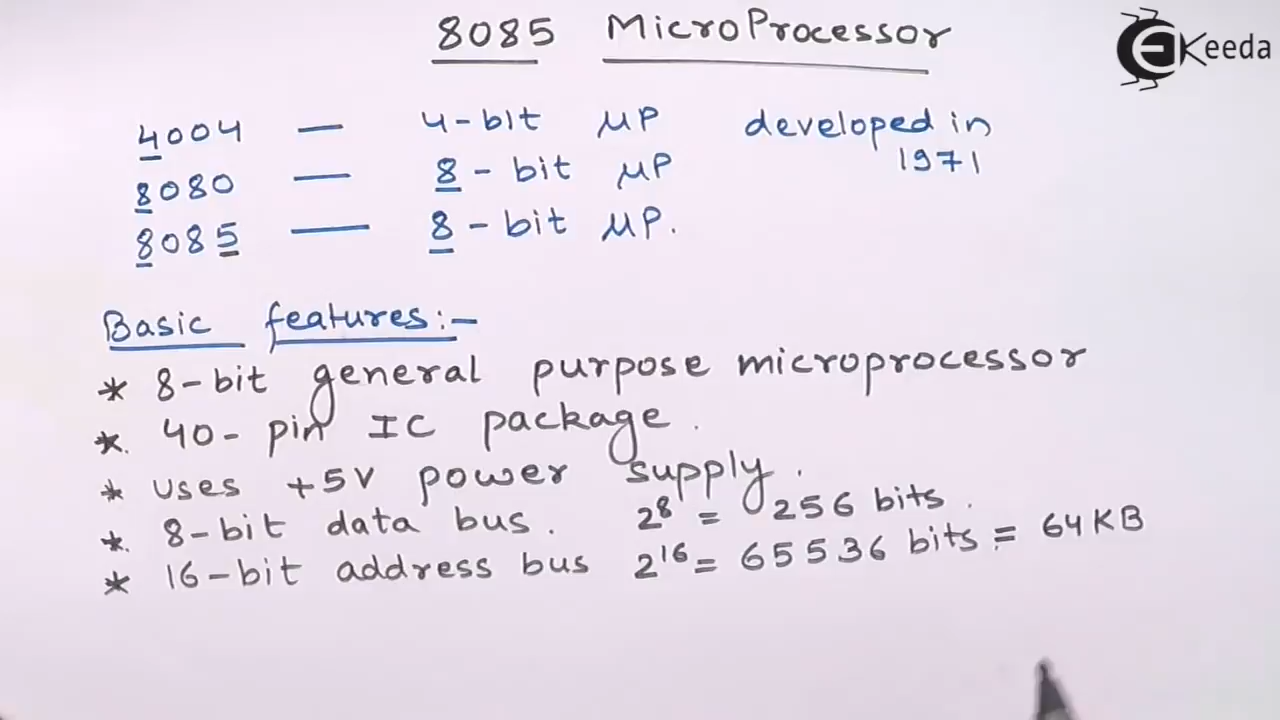 8085 MicroProcessor
Keeda
4004 — 4-bit μP developed in
1971
8080 — 8-bit μP
8085 — 8-bit μP.
Basic features:-
* 8-bit general purpose microprocessor
* 40-pin IC package.
* uses +5V power supply.
* 8-bit data bus. 2⁸ = 256 bits.
* 16-bit address bus 2¹⁶ = 65536 bits. = 64KB